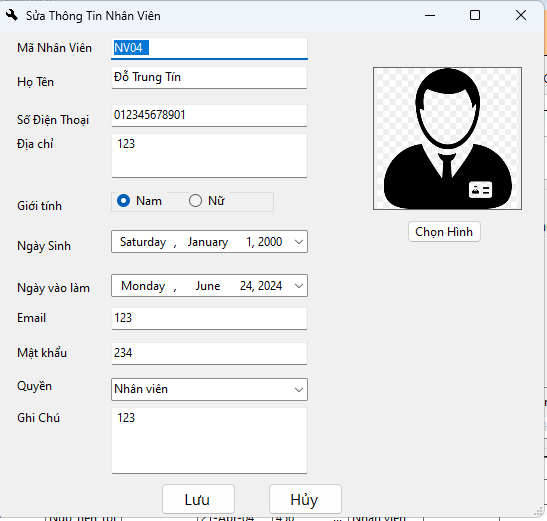 Sửa Thông Tin Nhân Viên
Mã Nhân Viên NV04
Họ Tên Đỗ Trung Tín
Số Điện Thoại 012345678901
Địa chỉ 123
Giới tính Nam Nữ
Ngày Sinh Saturday , January 1, 2000
Ngày vào làm Monday , June 24, 2024
Email 123
Mật khẩu 234
Quyền Nhân viên
Ghi Chú 123
Chọn Hình
Lưu Hủy